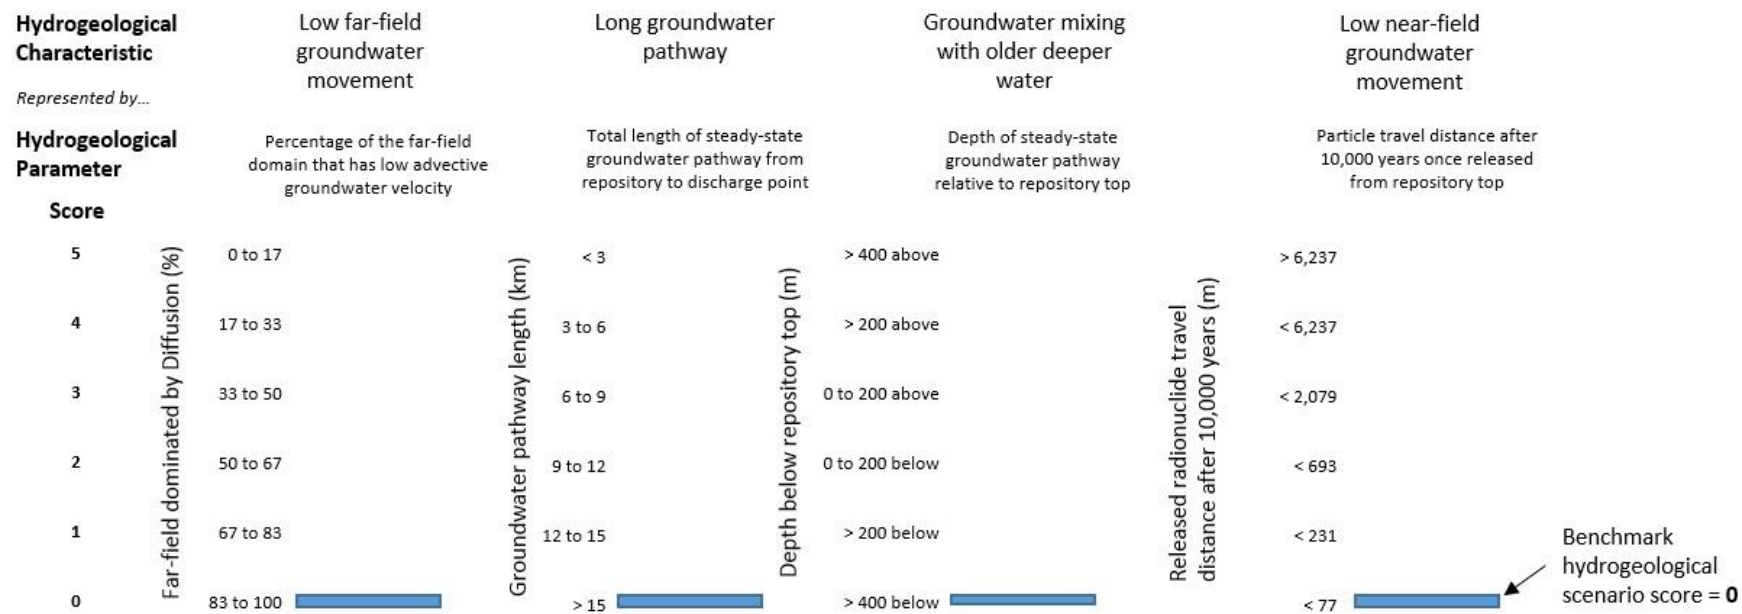 Hydrogeological
Characteristic
Represented by...
Low far-field
groundwater
movement
Long groundwater
pathway
Groundwater mixing
with older deeper
water
Low near-field
groundwater
movement
Hydrogeological
Parameter
Percentage of the far-field
domain that has low advective
groundwater velocity
Total length of steady-state
groundwater pathway from
repository to discharge point
Depth of steady-state
groundwater pathway
relative to repository top
Particle travel distance after
10,000 years once released
from repository top
Score
5
4
3
2
1
0
Far-field dominated by Diffusion (%)
0 to 17
17 to 33
33 to 50
50 to 67
67 to 83
83 to 100
Groundwater pathway length (km)
< 3
3 to 6
6 to 9
9 to 12
12 to 15
> 15
Depth below repository top (m)
> 400 above
> 200 above
0 to 200 above
0 to 200 below
> 200 below
> 400 below
Released radionuclide travel
distance after 10,000 years (m)
> 6,237
< 6,237
< 2,079
< 693
< 231
< 77
Benchmark
hydrogeological
scenario score = 0